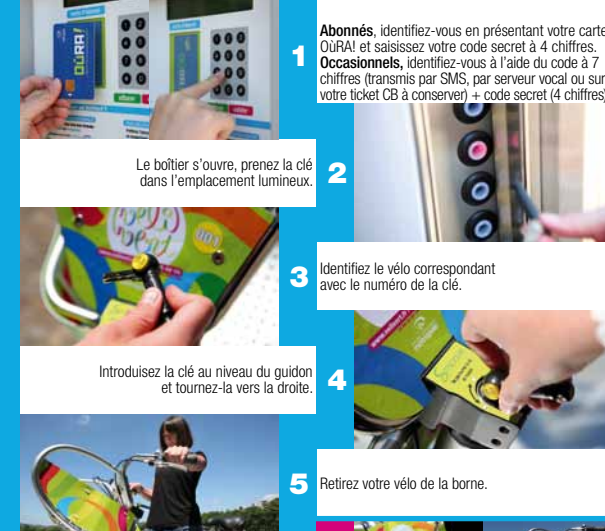 OùRA!
1
Abonnés, identifiez-vous en présentant votre carte
OùRA! et saisissez votre code secret à 4 chiffres.
Occasionnels, identifiez-vous à l'aide du code à 7
chiffres (transmis par SMS, par serveur vocal ou sur
votre ticket CB à conserver) + code secret (4 chiffres)
Le boîtier s'ouvre, prenez la clé
dans l'emplacement lumineux.
2
3
Identifiez le vélo correspondant
avec le numéro de la clé.
Introduisez la clé au niveau du guidon
et tournez-la vers la droite.
4
5
Retirez votre vélo de la borne.